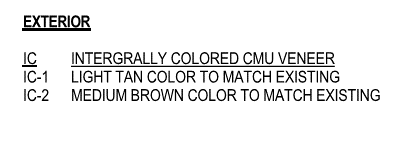 EXTERIOR
IC INTERGRALLY COLORED CMU VENEER
IC-1 LIGHT TAN COLOR TO MATCH EXISTING
IC-2 MEDIUM BROWN COLOR TO MATCH EXISTING